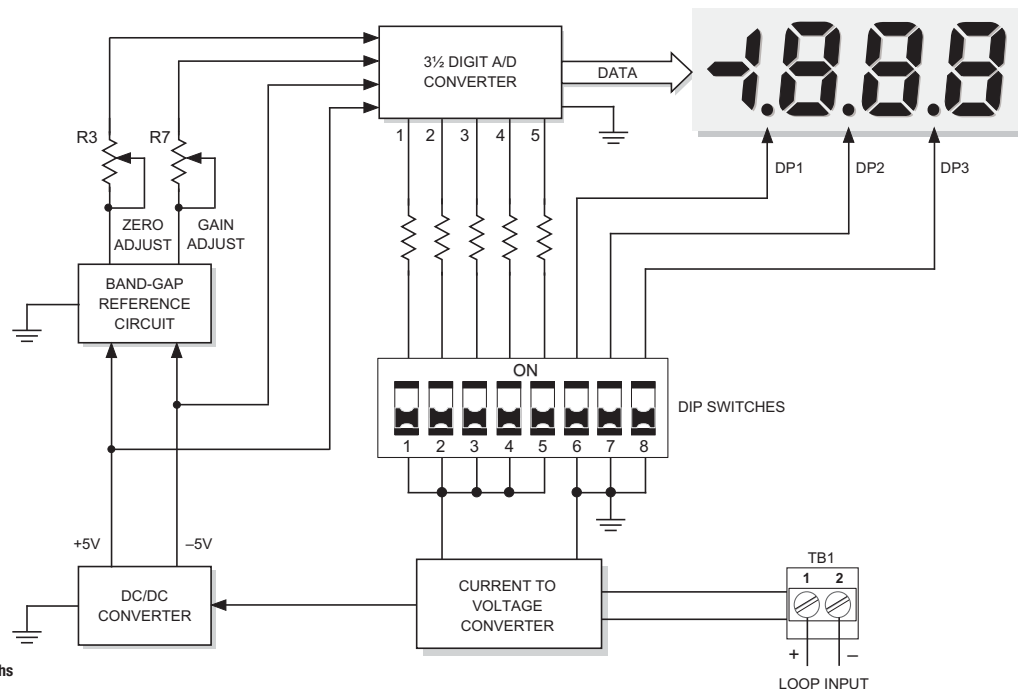 3½ DIGIT A/D
CONVERTER
DATA
-1.8.8.8
1 2 3 4 5
R3
R7
ZERO
ADJUST
GAIN
ADJUST
DP1
DP2
DP3
BAND-GAP
REFERENCE
CIRCUIT
ON
DIP SWITCHES
1 2 3 4 5 6 7 8
+5V
–5V
DC/DC
CONVERTER
CURRENT TO
VOLTAGE
CONVERTER
TB1
1 2
+ –
LOOP INPUT